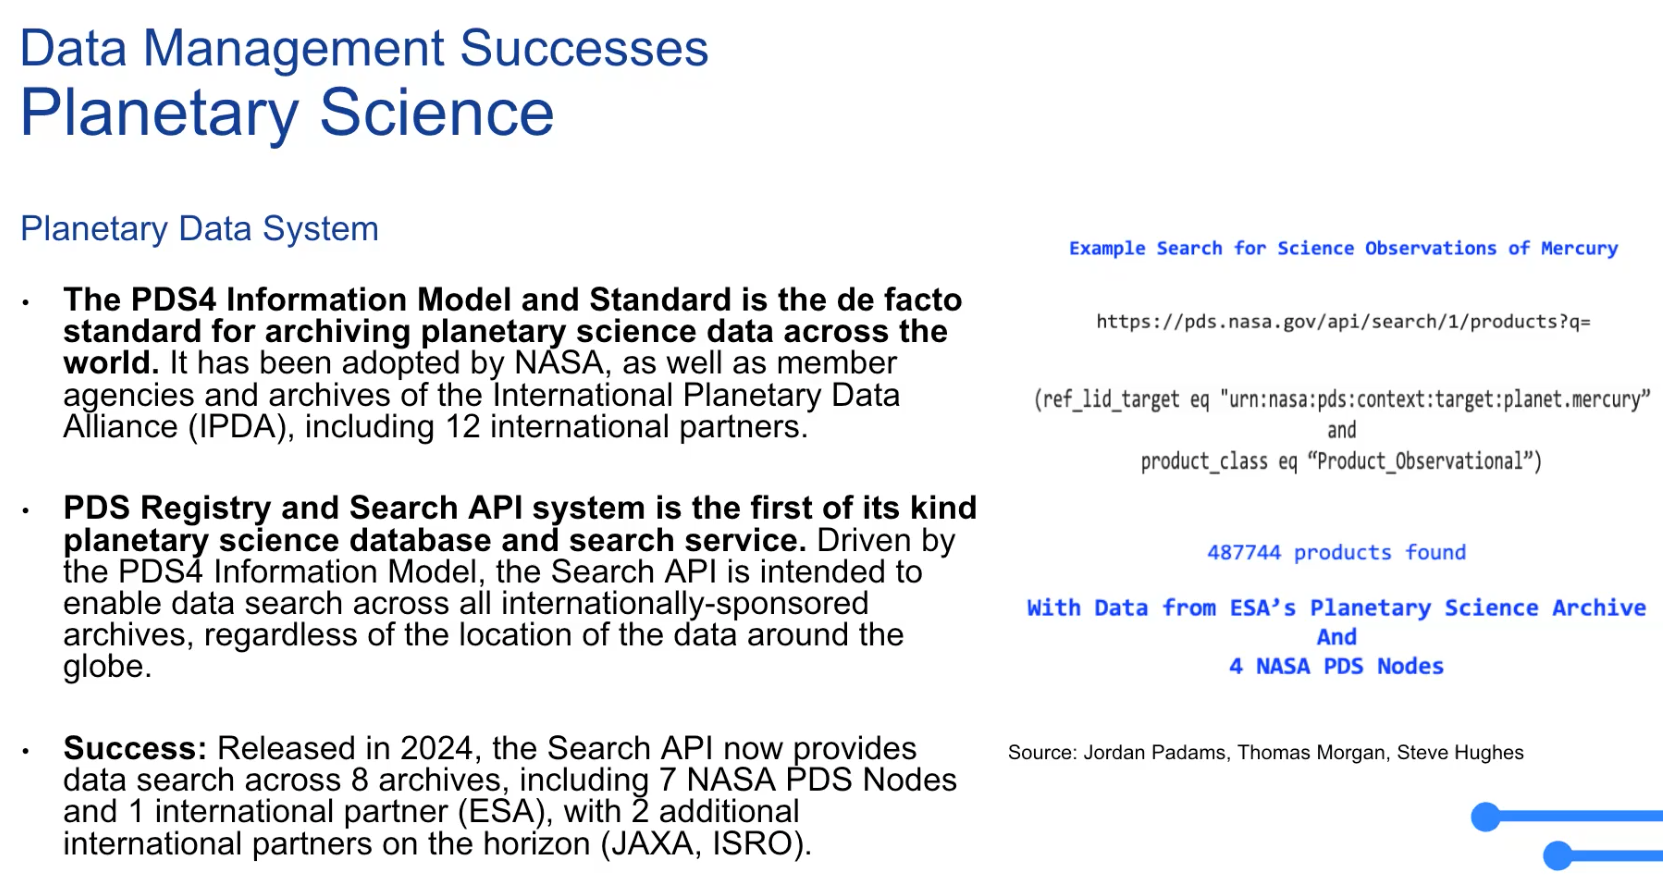 Data Management Successes
Planetary Science
Planetary Data System
• The PDS4 Information Model and Standard is the de facto
standard for archiving planetary science data across the
world. It has been adopted by NASA, as well as member
agencies and archives of the International Planetary Data
Alliance (IPDA), including 12 international partners.
• PDS Registry and Search API system is the first of its kind
planetary science database and search service. Driven by
the PDS4 Information Model, the Search API is intended to
enable data search across all internationally-sponsored
archives, regardless of the location of the data around the
globe.
• Success: Released in 2024, the Search API now provides
data search across 8 archives, including 7 NASA PDS Nodes
and 1 international partner (ESA), with 2 additional
international partners on the horizon (JAXA, ISRO).
Example Search for Science Observations of Mercury
https://pds.nasa.gov/api/search/1/products?q=
(ref_lid_target eq "urn:nasa:pds:context:target:planet.mercury”
and
product_class eq “Product_Observational”)
487744 products found
With Data from ESA’s Planetary Science Archive
And
4 NASA PDS Nodes
Source: Jordan Padams, Thomas Morgan, Steve Hughes